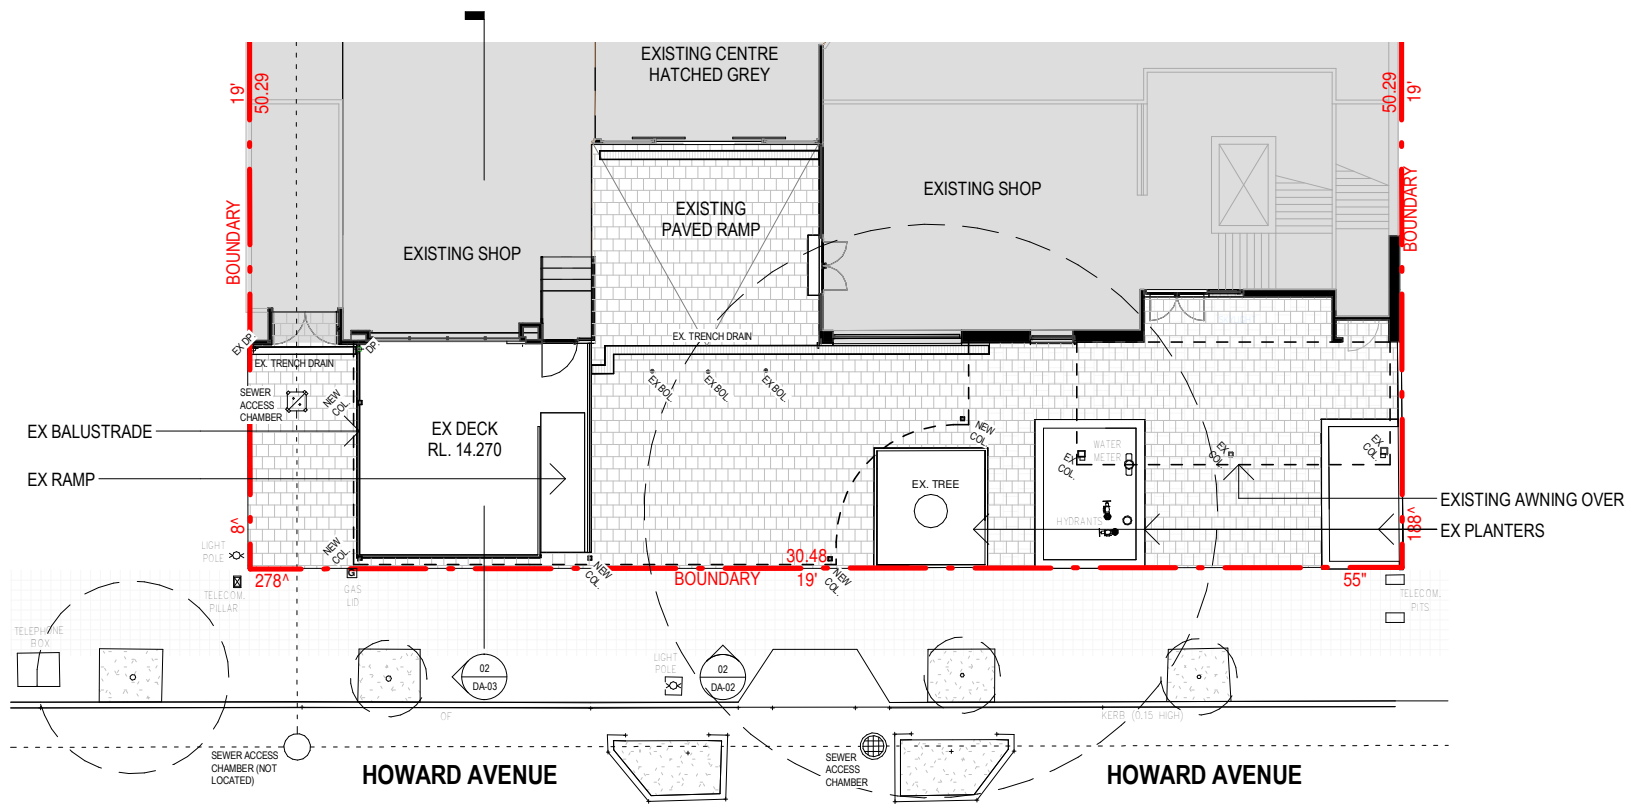 EXISTING CENTRE
HATCHED GREY
19'
50.29
50.29
19'
BOUNDARY
BOUNDARY
EXISTING SHOP
EXISTING
PAVED RAMP
EXISTING SHOP
EX DP.
DP.
EX. TRENCH DRAIN
EX. TRENCH DRAIN
SEWER
ACCESS
CHAMBER
NEW
COL.
EX BOL.
EX BOL.
EX BOL.
EX BALUSTRADE
EX DECK
RL. 14.270
NEW
COL.
WATER
METER
EX
COL.
EX
COL.
EX
COL.
EX RAMP
EX. TREE
EXISTING AWNING OVER
HYDRANTS
EX PLANTERS
8^
188^
LIGHT
POLE
NEW
COL.
30.48
278^
BOUNDARY
19'
55"
NEW
COL.
NEW
COL.
TELECOM.
PILLAR
GAS
LID
TELECOM.
PITS
TELEPHONE
BOX
LIGHT
POLE
02
DA-03
02
DA-02
OF
KERB (0.15 HIGH)
SEWER ACCESS
CHAMBER (NOT
LOCATED)
HOWARD AVENUE
SEWER
ACCESS
CHAMBER
HOWARD AVENUE